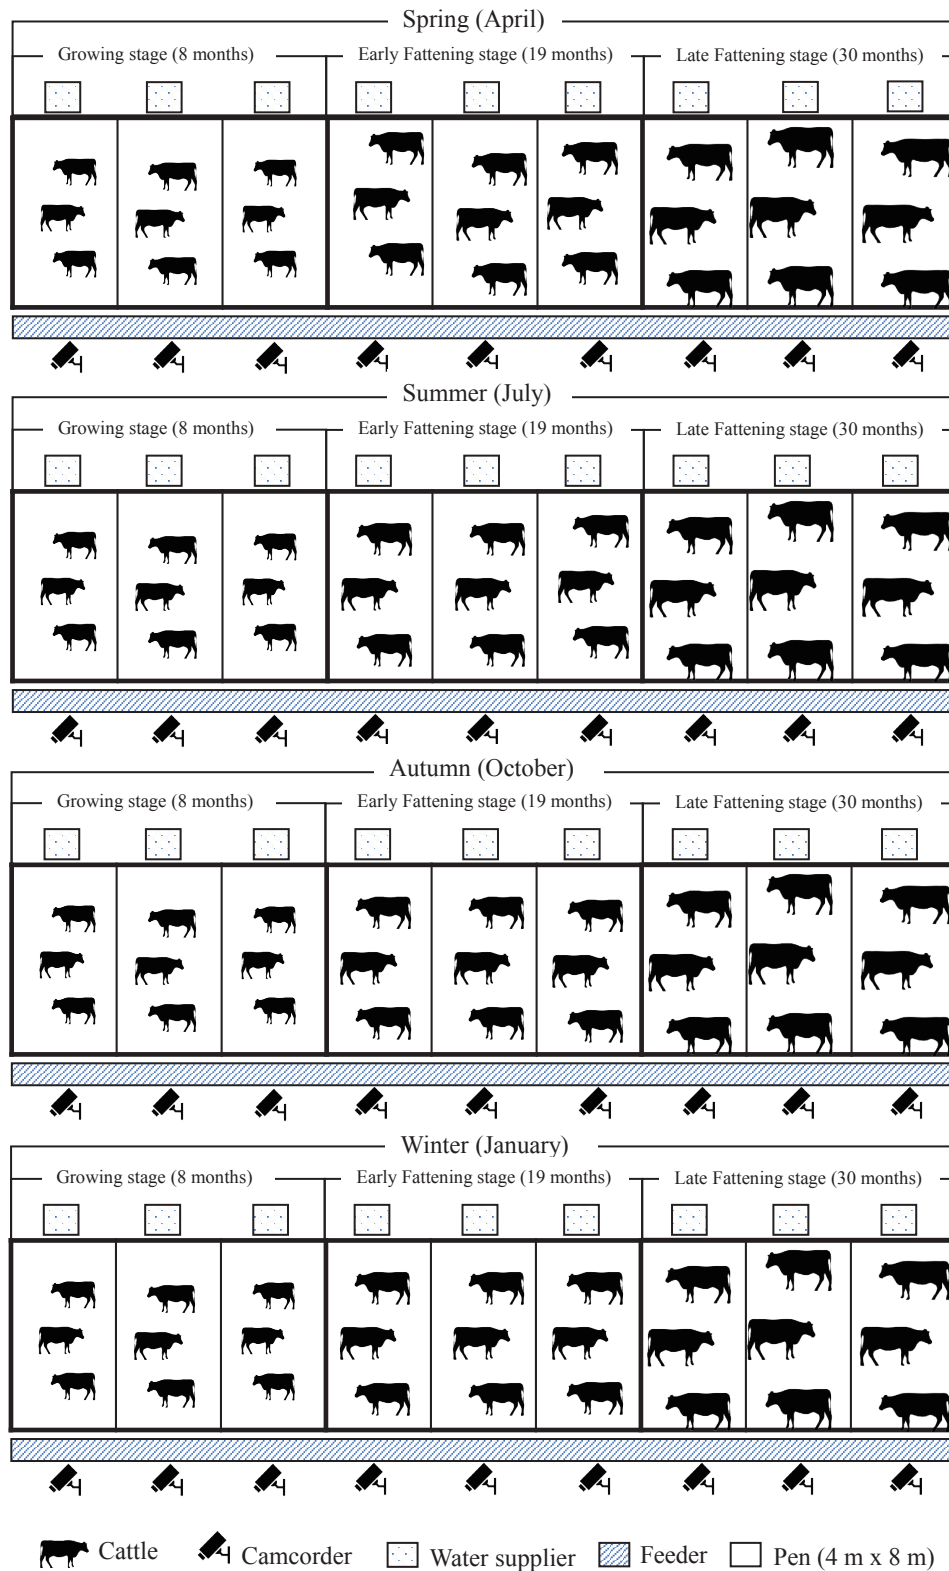 Spring (April)
Growing stage (8 months)
Early Fattening stage (19 months)
Late Fattening stage (30 months)
Summer (July)
Growing stage (8 months)
Early Fattening stage (19 months)
Late Fattening stage (30 months)
Autumn (October)
Growing stage (8 months)
Early Fattening stage (19 months)
Late Fattening stage (30 months)
Winter (January)
Growing stage (8 months)
Early Fattening stage (19 months)
Late Fattening stage (30 months)
Cattle
Camcorder
Water supplier
Feeder
Pen (4 m x 8 m)